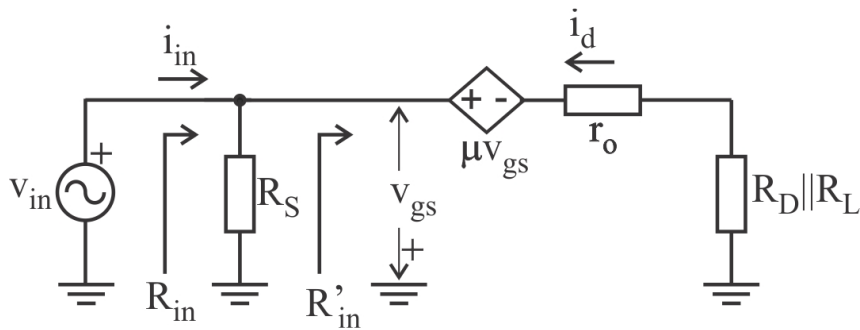 i_in
i_d
+
+ -
v_in
R_S
v_gs
μv_gs
r_o
R_D||R_L
+
R_in
R'_in